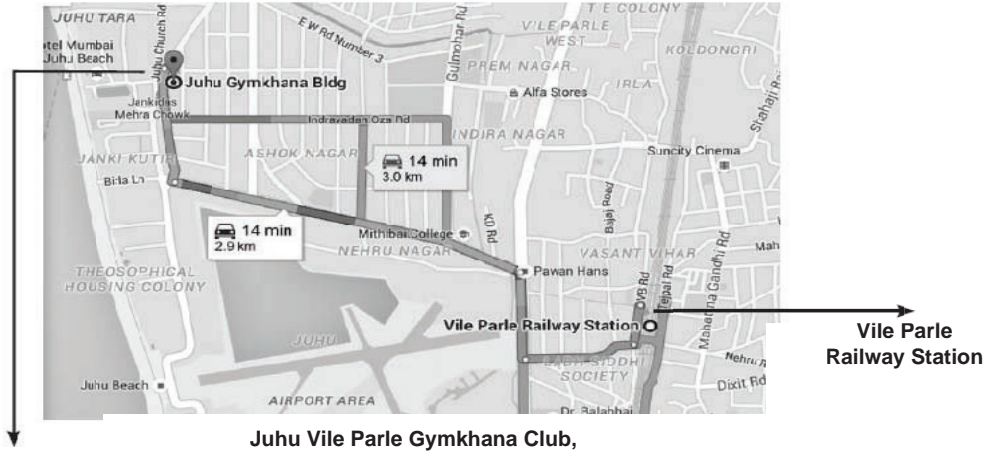 JUHU TARA
Juhu Church Rd
E W Rd Number 3
Gulmohar Rd
T E COLONY
VILE PARLE
WEST
KOLDONGRI
otel Mumbai
Juhu Beach
Juhu Gymkhana Bldg
PREM NAGAR
IRLA
Alfa Stores
Shahaji Raj
Jankidas
Mehra Chowk
Indravadan Oza Rd
INDIRA NAGAR
JANKI KUTIR
ASHOK NAGAR
14 min
3.0 km
Suncity Cinema
Birla Ln
14 min
2.9 km
Mithibai College
KD Rd
Bajaj Road
NEHRU NAGAR
VASANT VIHAR
Mahatma Gandhi Rd
Mah
THEOSOPHICAL
HOUSING COLONY
Pawan Hans
VB Rd
Tejpal Rd
Vile Parle Railway Station
Vile Parle
Railway Station
JUHU
SOCIETY
Nehru R
Dixit Rd
Juhu Beach
AIRPORT AREA
Dr. Balabhai
Juhu Vile Parle Gymkhana Club,